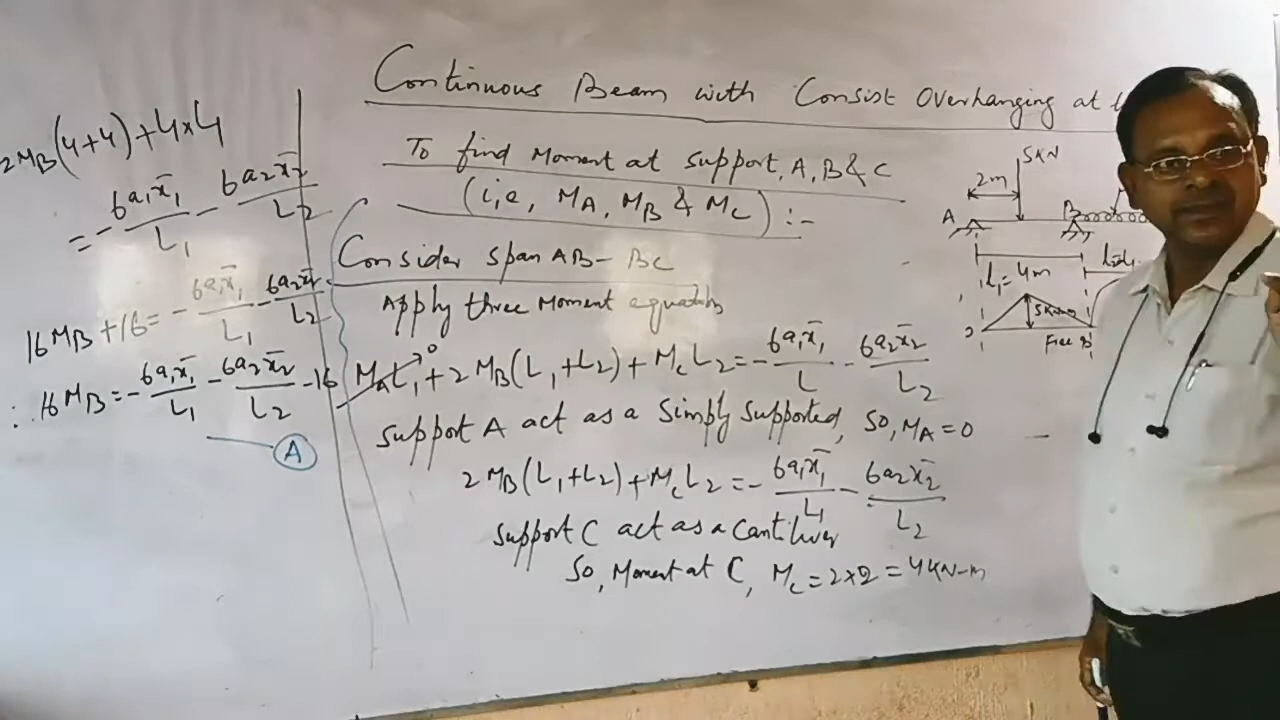 Continuous Beam with Consist Overhanging at
To find Moment at Support, A, B & C
(i,e, MA, MB & MC) :-
Consider Span AB - BC
Apply three Moment equation
MAL1 + 2MB(L1+L2) + MCL2 = - 6a1x̄1/L - 6a2x̄2/L2
0
Support A act as a Simply Supported, So, MA = 0
2MB(L1+L2) + MCL2 = - 6a1x̄1/L1 - 6a2x̄2/L2
Support C act as a Cantiliver
So, Moment at C, MC = 2×2 = 4KN-m
2MB(4+4)+4×4
= - 6a1x̄1/L1 - 6a2x̄2/L2
16MB+16 = - 6a1x̄1/L1 - 6a2x̄2/L2
∴ 16MB = - 6a1x̄1/L1 - 6a2x̄2/L2 - 16
A
5KN
2m
A
B
l1 = 4m
Free B